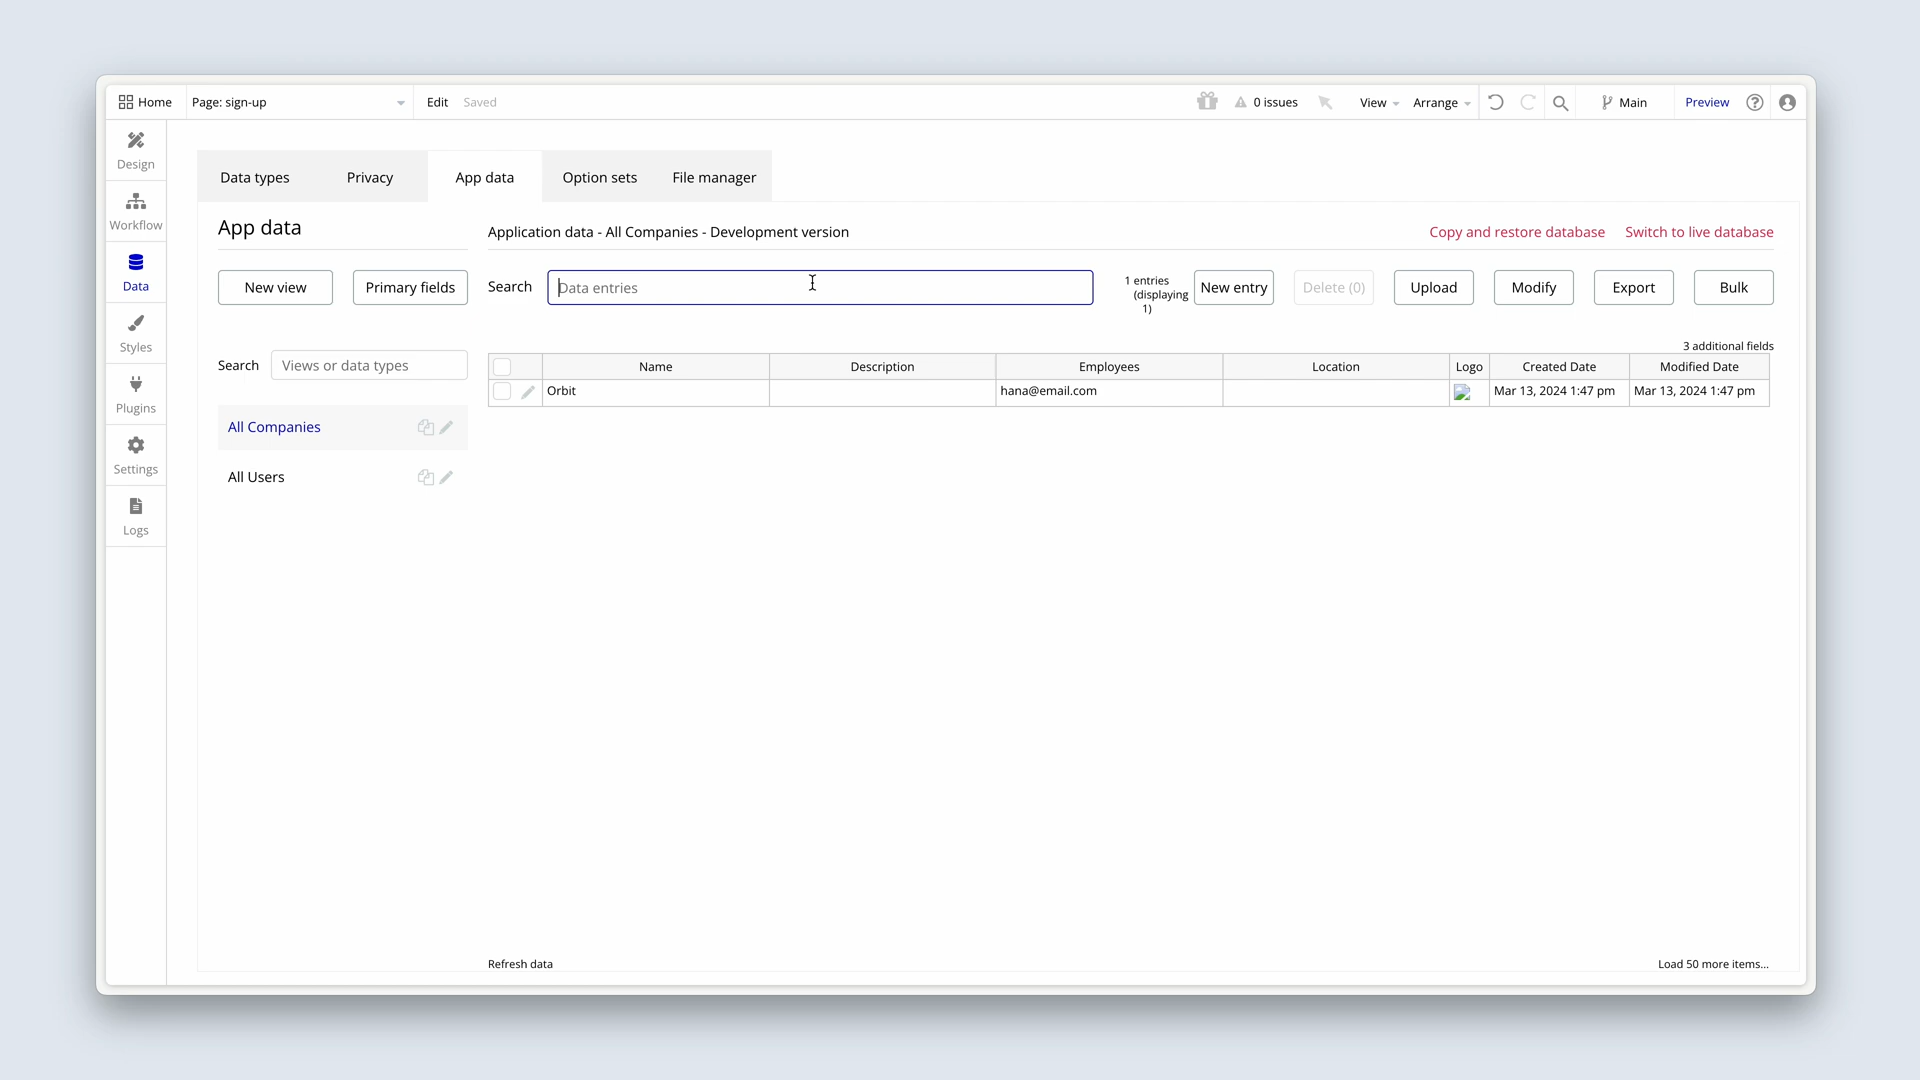 Home
Page: sign-up
Edit
Saved
0 issues
View
Arrange
Main
Preview
Design
Workflow
Data
Styles
Plugins
Settings
Logs
Data types
Privacy
App data
Option sets
File manager
App data
Application data - All Companies - Development version
Copy and restore database
Switch to live database
New view
Primary fields
Search
Data entries
1 entries
(displaying
1)
New entry
Delete (0)
Upload
Modify
Export
Bulk
Search
Views or data types
All Companies
All Users
3 additional fields
Name
Description
Employees
Location
Logo
Created Date
Modified Date
Orbit
hana@email.com
Mar 13, 2024 1:47 pm
Mar 13, 2024 1:47 pm
Refresh data
Load 50 more items...